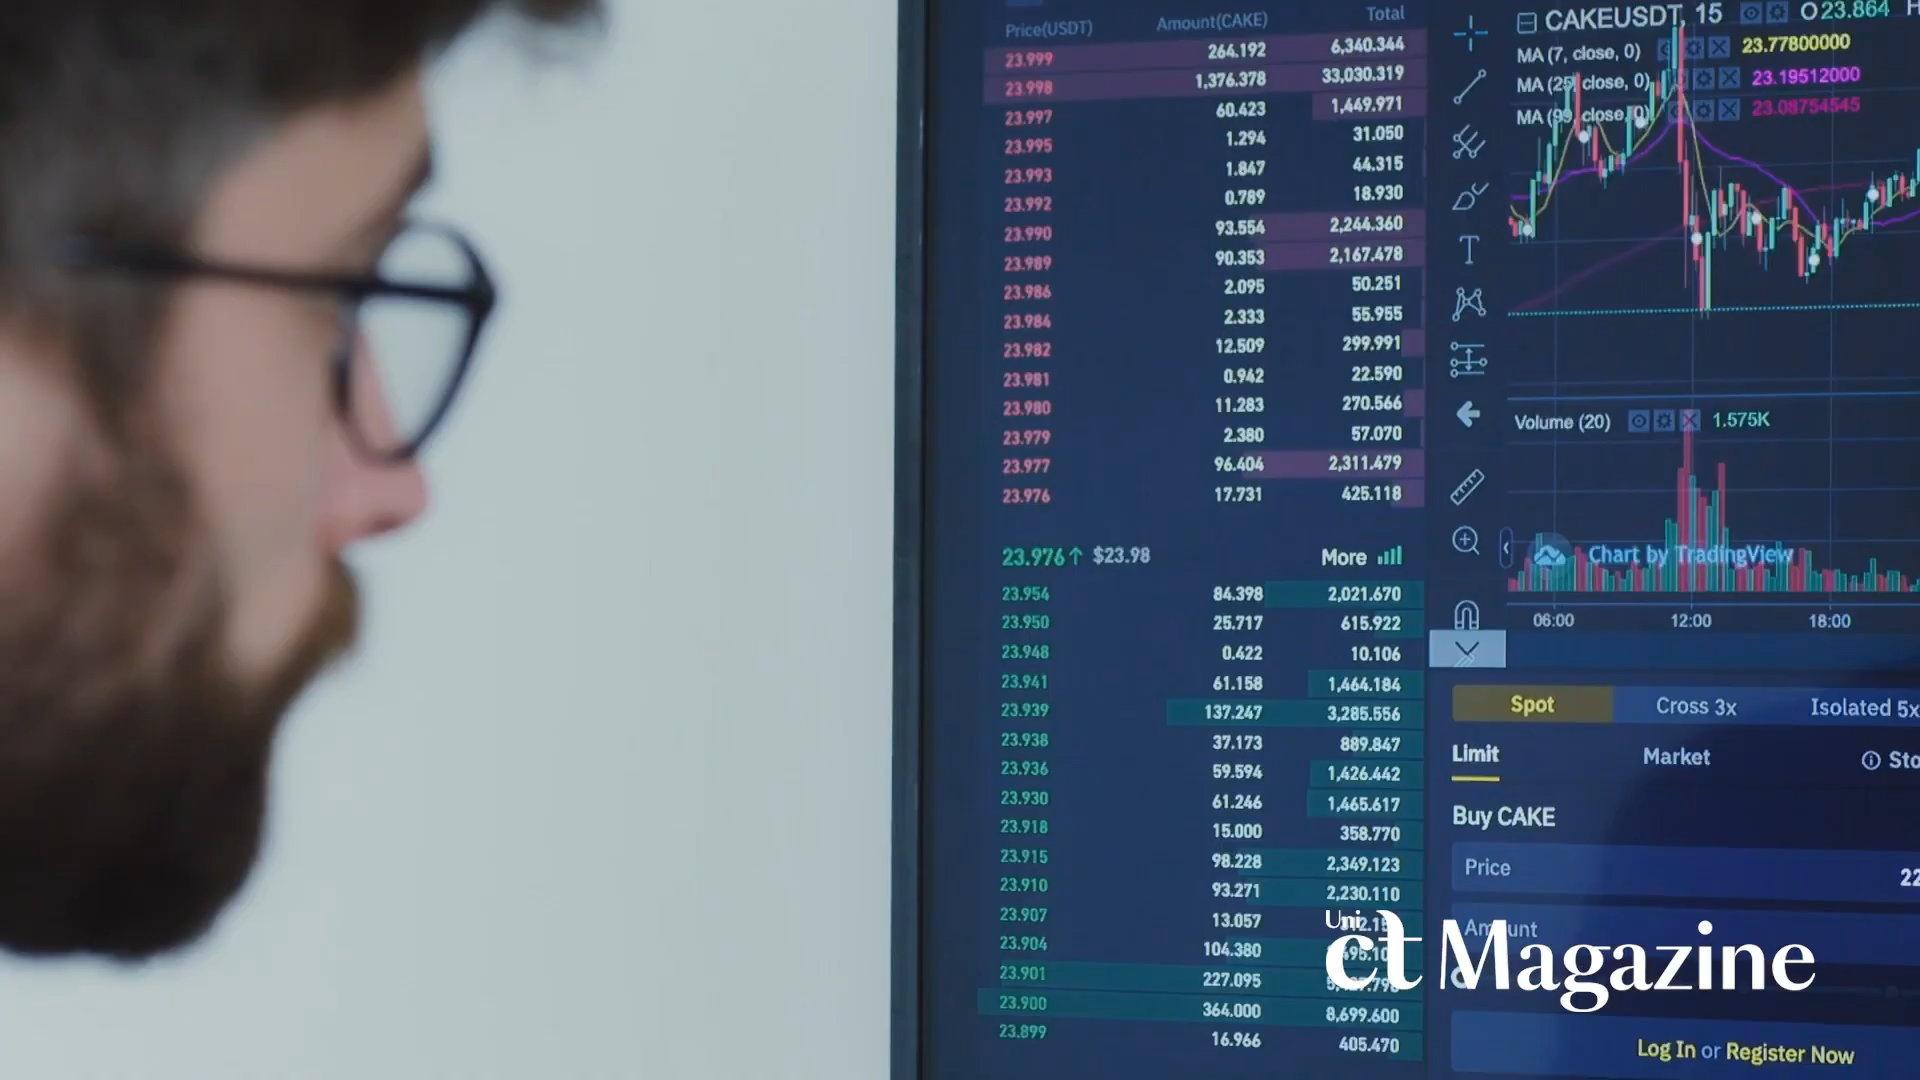 Price(USDT) Amount(CAKE) Total
23.999 264.192 6,340.344
23.998 1,376.378 33,030.319
23.997 60.423 1,449.971
23.995 1.294 31.050
23.993 1.847 44.315
23.992 0.789 18.930
23.990 93.554 2,244.360
23.989 90.353 2,167.478
23.986 2.095 50.251
23.984 2.333 55.955
23.982 12.509 299.991
23.981 0.942 22.590
23.980 11.283 270.566
23.979 2.380 57.070
23.977 96.404 2,311.479
23.976 17.731 425.118
23.976↑ $23.98 More
23.954 84.398 2,021.670
23.950 25.717 615.922
23.948 0.422 10.106
23.941 61.158 1,464.184
23.939 137.247 3,285.556
23.938 37.173 889.847
23.936 59.594 1,426.442
23.930 61.246 1,465.617
23.918 15.000 358.770
23.915 98.228 2,349.123
23.910 93.271 2,230.110
23.907 13.057
23.904 104.380
23.901 227.095
23.900 364.000 8,699.600
23.899 16.966 405.470
CAKEUSDT, 15 O23.864 H
MA (7, close, 0) 23.77800000
MA (25, close, 0) 23.19512000
MA (99, close, 0) 23.08754545
Volume (20) 1.575K
Chart by TradingView
06:00 12:00 18:00
Spot Cross 3x Isolated 5x
Limit Market Sto
Buy CAKE
Price 22
Amount
Log In or Register Now
Uni
ct Magazine